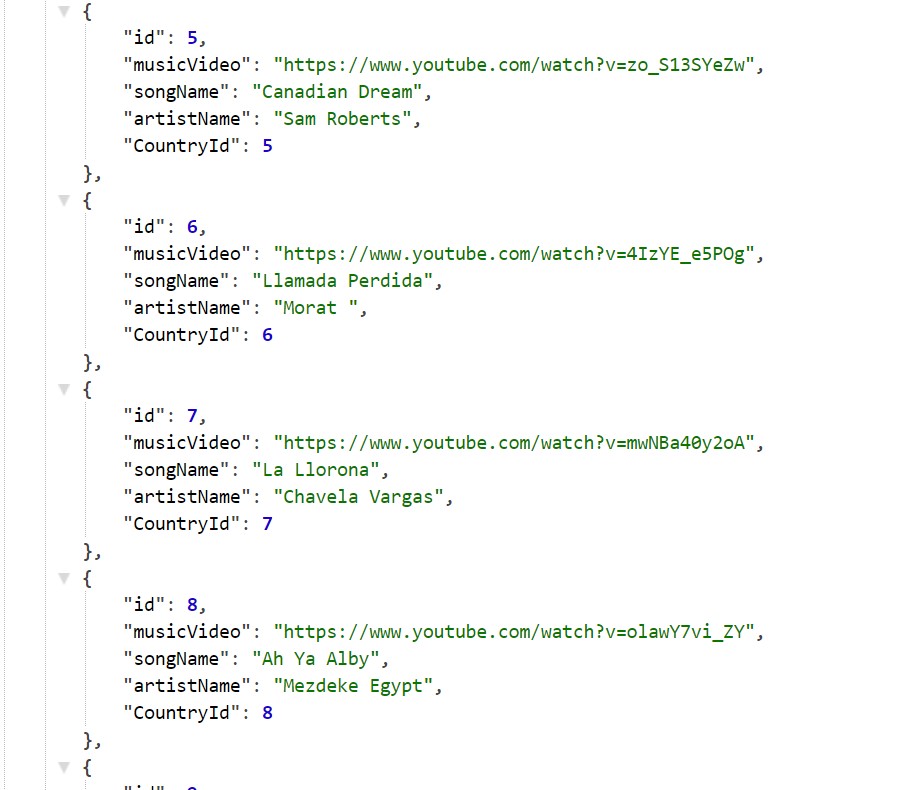 {
"id": 5,
"musicVideo": "https://www.youtube.com/watch?v=zo_S13SYeZw",
"songName": "Canadian Dream",
"artistName": "Sam Roberts",
"CountryId": 5
},
{
"id": 6,
"musicVideo": "https://www.youtube.com/watch?v=4IzYE_e5POg",
"songName": "Llamada Perdida",
"artistName": "Morat ",
"CountryId": 6
},
{
"id": 7,
"musicVideo": "https://www.youtube.com/watch?v=mwNBa40y2oA",
"songName": "La Llorona",
"artistName": "Chavela Vargas",
"CountryId": 7
},
{
"id": 8,
"musicVideo": "https://www.youtube.com/watch?v=olawY7vi_ZY",
"songName": "Ah Ya Alby",
"artistName": "Mezdeke Egypt",
"CountryId": 8
},
{